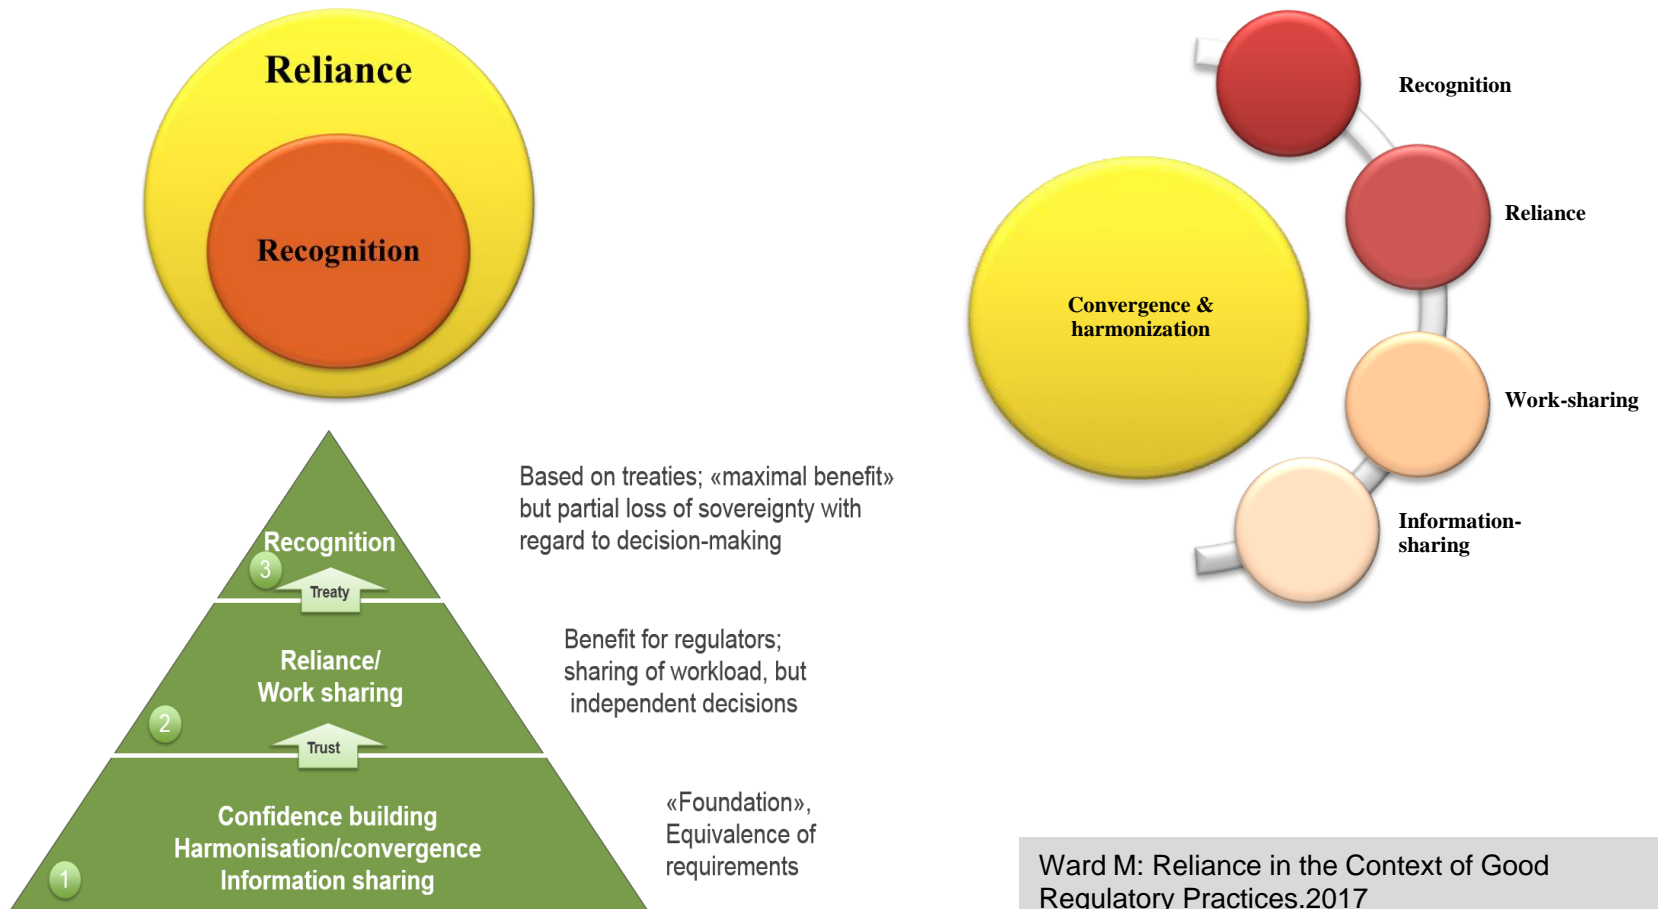 Reliance
Recognition
Recognition
3
Treaty
Reliance/
Work sharing
2
Trust
Confidence building
Harmonisation/convergence
Information sharing
1
Based on treaties; «maximal benefit»
but partial loss of sovereignty with
regard to decision-making
Benefit for regulators;
sharing of workload, but
independent decisions
«Foundation»,
Equivalence of
requirements
Convergence &
harmonization
Recognition
Reliance
Work-sharing
Information-
sharing
Ward M: Reliance in the Context of Good
Regulatory Practices.2017